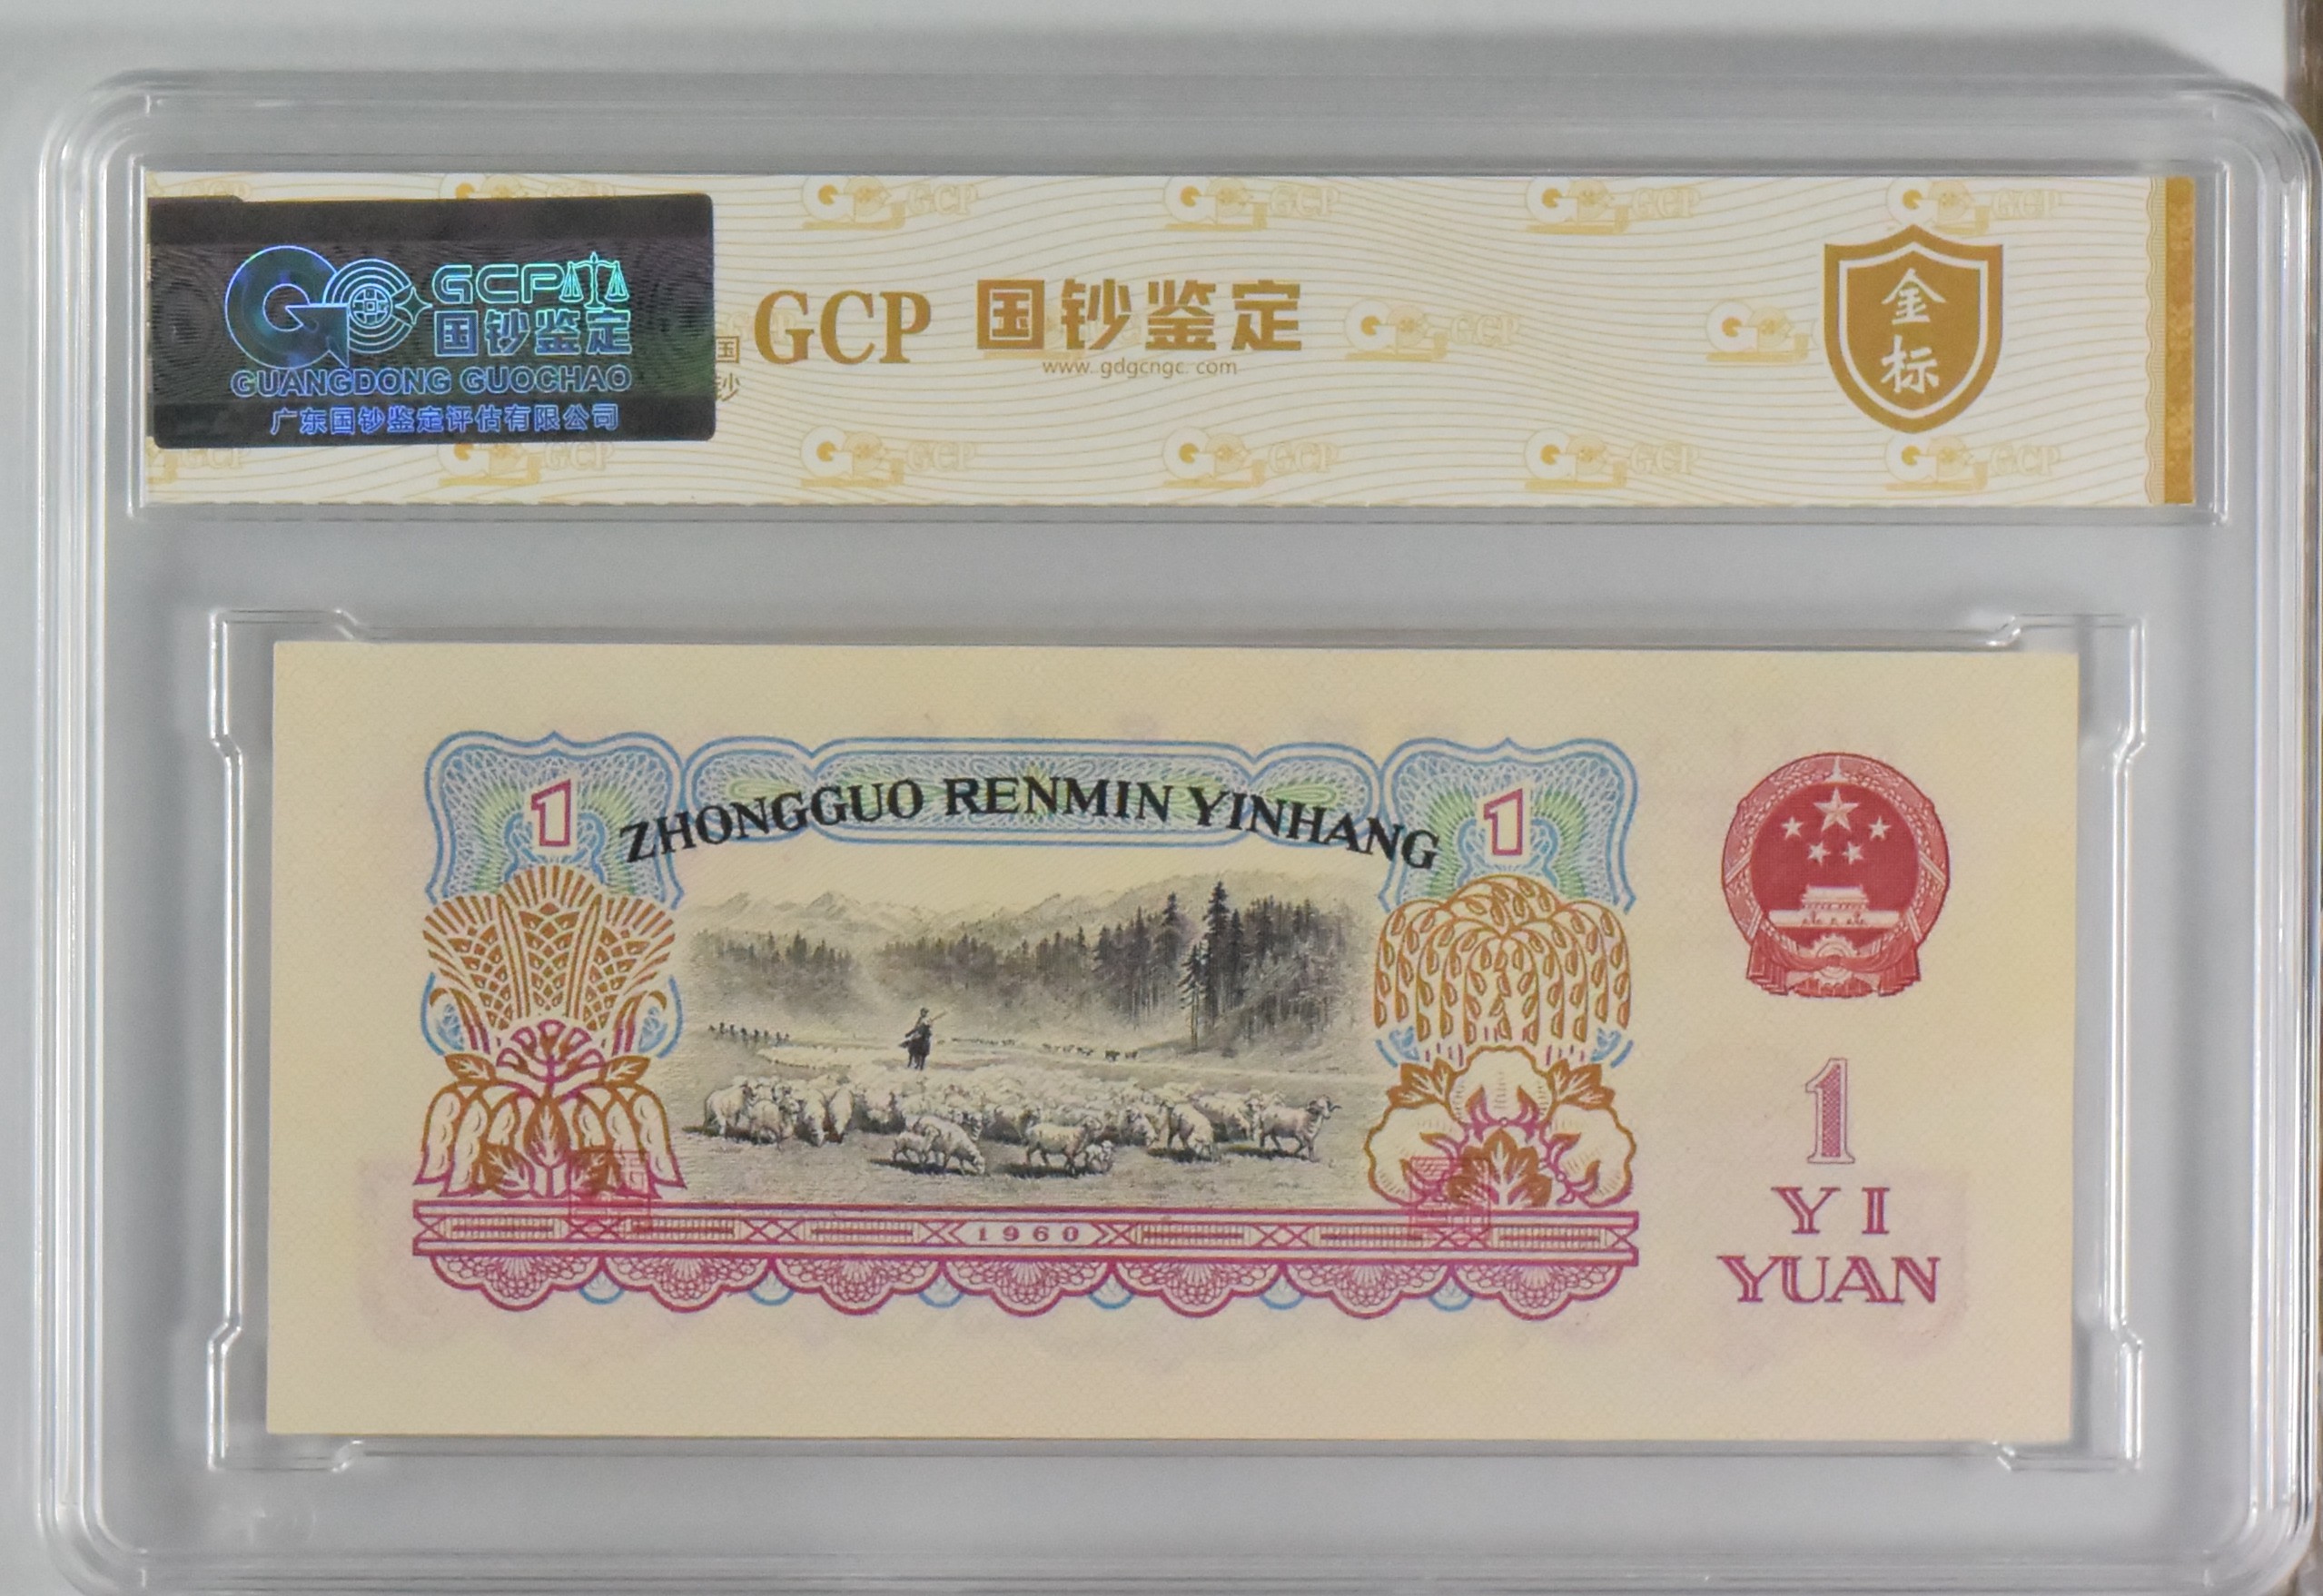 GCP
国钞鉴定
GUANGDONG GUOCHAO
广东国钞鉴定评估有限公司
国
钞
GCP 国钞鉴定
www.gdgcngc.com
金
标
1
ZHONGGUO RENMIN YINHANG
1
1960
1
YI
YUAN